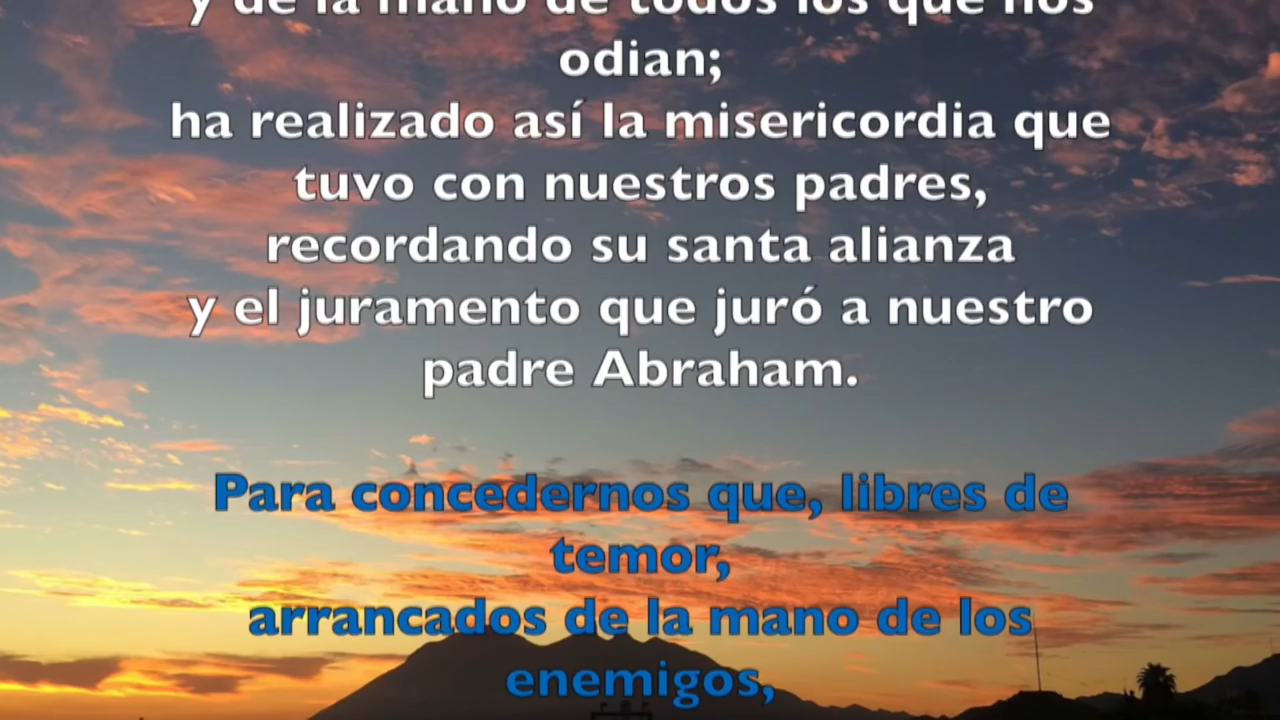 y de la mano de todos los que nos
odian;
ha realizado así la misericordia que
tuvo con nuestros padres,
recordando su santa alianza
y el juramento que juró a nuestro
padre Abraham.
Para concedernos que, libres de
temor,
arrancados de la mano de los
enemigos,